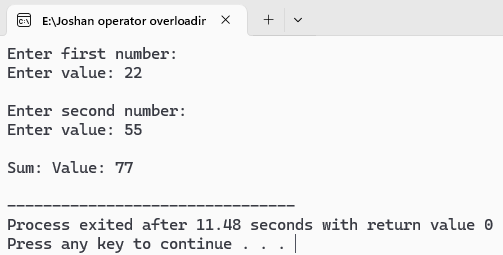 E:\Joshan operator overloadir
Enter first number:
Enter value: 22
Enter second number:
Enter value: 55
Sum: Value: 77
--------------------------------
Process exited after 11.48 seconds with return value 0
Press any key to continue . . .